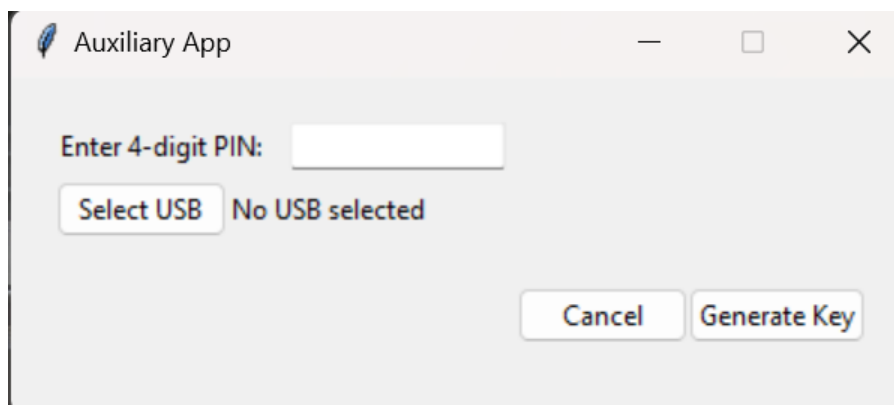 Auxiliary App
Enter 4-digit PIN:
Select USB No USB selected
Cancel Generate Key